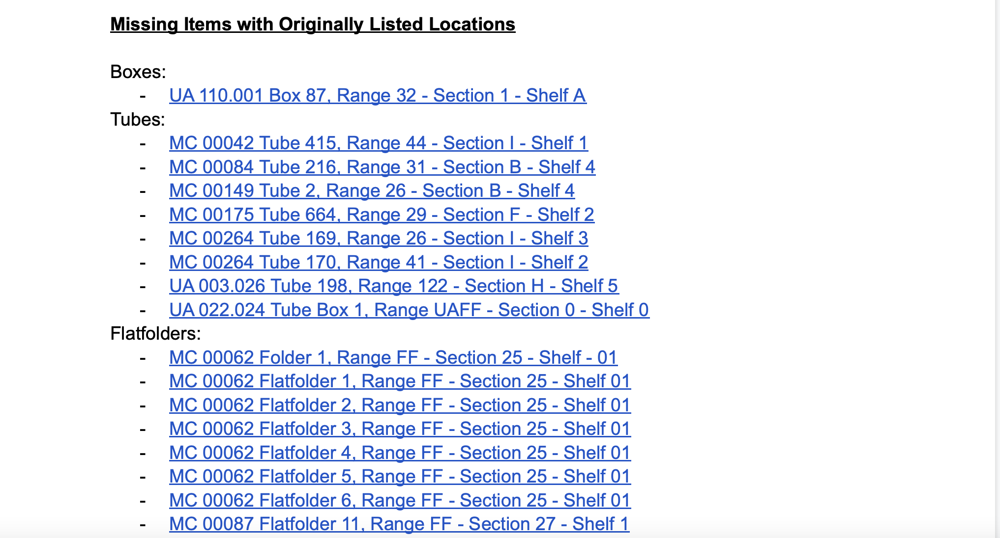 Missing Items with Originally Listed Locations
Boxes:
- UA 110.001 Box 87, Range 32 - Section 1 - Shelf A
Tubes:
- MC 00042 Tube 415, Range 44 - Section I - Shelf 1
- MC 00084 Tube 216, Range 31 - Section B - Shelf 4
- MC 00149 Tube 2, Range 26 - Section B - Shelf 4
- MC 00175 Tube 664, Range 29 - Section F - Shelf 2
- MC 00264 Tube 169, Range 26 - Section I - Shelf 3
- MC 00264 Tube 170, Range 41 - Section I - Shelf 2
- UA 003.026 Tube 198, Range 122 - Section H - Shelf 5
- UA 022.024 Tube Box 1, Range UAFF - Section 0 - Shelf 0
Flatfolders:
- MC 00062 Folder 1, Range FF - Section 25 - Shelf - 01
- MC 00062 Flatfolder 1, Range FF - Section 25 - Shelf 01
- MC 00062 Flatfolder 2, Range FF - Section 25 - Shelf 01
- MC 00062 Flatfolder 3, Range FF - Section 25 - Shelf 01
- MC 00062 Flatfolder 4, Range FF - Section 25 - Shelf 01
- MC 00062 Flatfolder 5, Range FF - Section 25 - Shelf 01
- MC 00062 Flatfolder 6, Range FF - Section 25 - Shelf 01
- MC 00087 Flatfolder 11, Range FF - Section 27 - Shelf 1